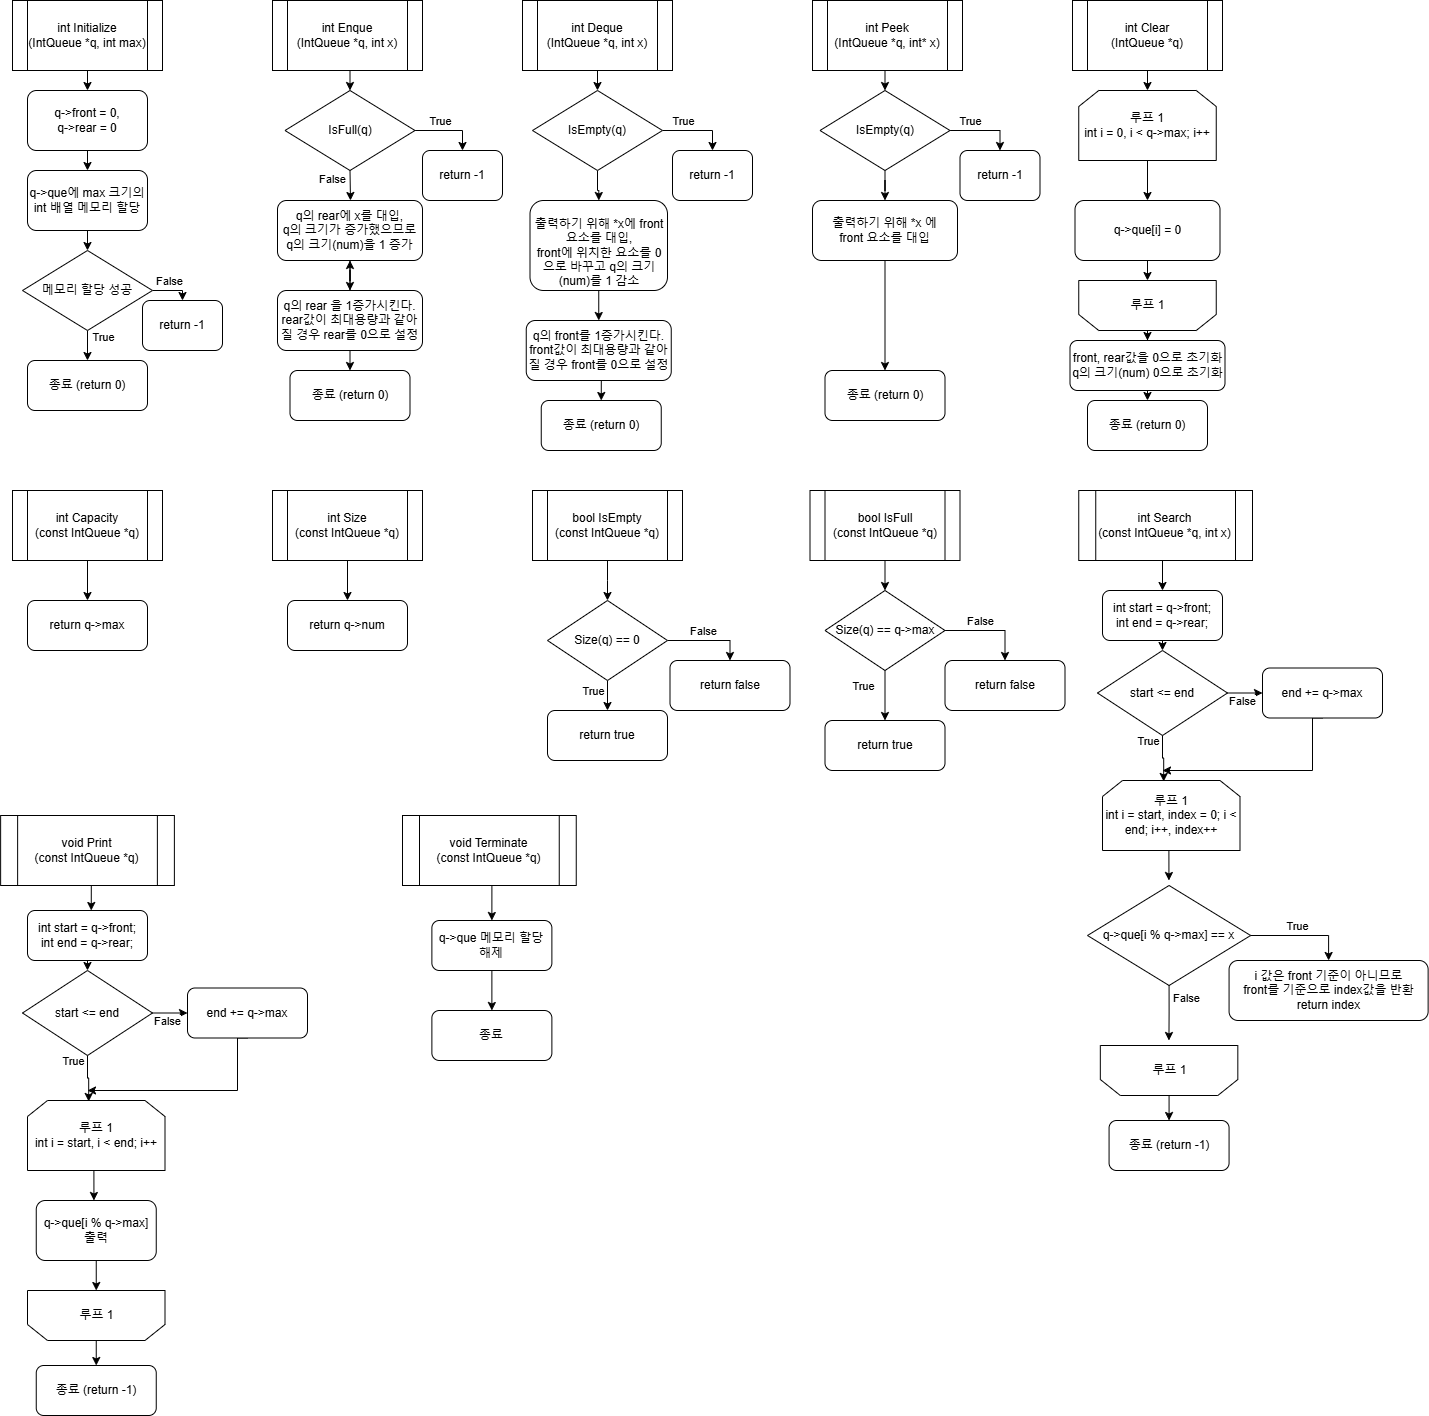 int Initialize
(IntQueue *q, int max)
q->front = 0,
q->rear = 0
q->que에 max 크기의
int 배열 메모리 할당
메모리 할당 성공
False
return -1
True
종료 (return 0)
int Enque
(IntQueue *q, int x)
IsFull(q)
True
return -1
False
q의 rear에 x를 대입,
q의 크기가 증가했으므로
q의 크기(num)을 1 증가
q의 rear 을 1증가시킨다.
rear값이 최대용량과 같아
질 경우 rear를 0으로 설정
종료 (return 0)
int Deque
(IntQueue *q, int x)
IsEmpty(q)
True
return -1
출력하기 위해 *x에 front
요소를 대입,
front에 위치한 요소를 0
으로 바꾸고 q의 크기
(num)를 1 감소
q의 front를 1증가시킨다.
front값이 최대용량과 같아
질 경우 front를 0으로 설정
종료 (return 0)
int Peek
(IntQueue *q, int* x)
IsEmpty(q)
True
return -1
출력하기 위해 *x 에
front 요소를 대입
종료 (return 0)
int Clear
(IntQueue *q)
루프 1
int i = 0, i < q->max; i++
q->que[i] = 0
루프 1
front, rear값을 0으로 초기화
q의 크기(num) 0으로 초기화
종료 (return 0)
int Capacity
(const IntQueue *q)
return q->max
int Size
(const IntQueue *q)
return q->num
bool IsEmpty
(const IntQueue *q)
Size(q) == 0
False
return false
True
return true
bool IsFull
(const IntQueue *q)
Size(q) == q->max
False
return false
True
return true
int Search
(const IntQueue *q, int x)
int start = q->front;
int end = q->rear;
start <= end
False
end += q->max
True
루프 1
int i = start, index = 0; i <
end; i++, index++
q->que[i % q->max] == x
True
i 값은 front 기준이 아니므로
front를 기준으로 index값을 반환
return index
False
루프 1
종료 (return -1)
void Print
(const IntQueue *q)
int start = q->front;
int end = q->rear;
start <= end
False
end += q->max
True
루프 1
int i = start, i < end; i++
q->que[i % q->max]
출력
루프 1
종료 (return -1)
void Terminate
(const IntQueue *q)
q->que 메모리 할당
해제
종료